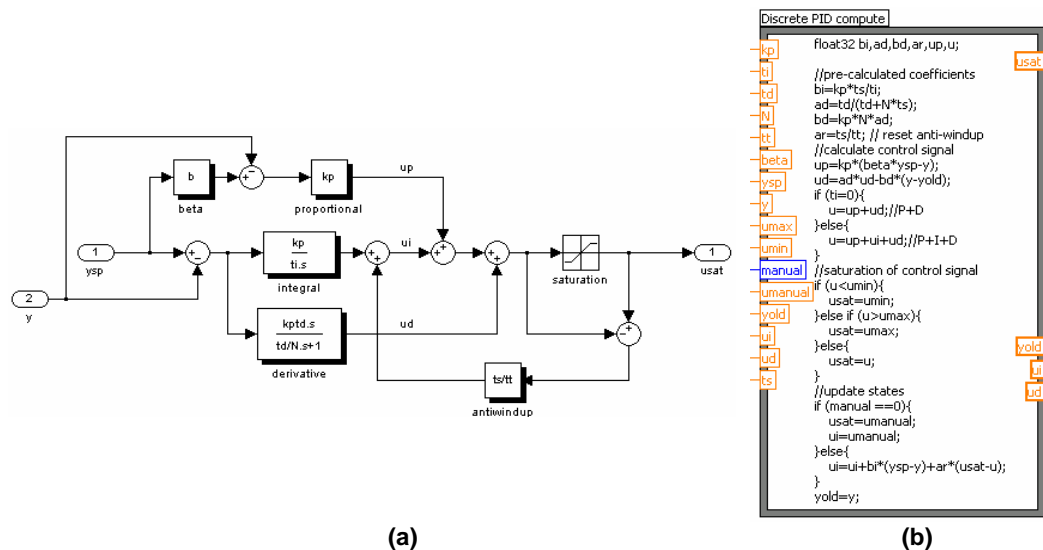 b
beta
kp
proportional
up
1
ysp
2
y
kp
ti.s
integral
ui
kptd.s
td/N.s+1
derivative
ud
ts/tt
antiwindup
saturation
1
usat
(a)
Discrete PID compute
kp
ti
td
N
tt
beta
ysp
y
umax
umin
manual
umanual
yold
ui
ud
ts
float32 bi,ad,bd,ar,up,u;
//pre-calculated coefficients
bi=kp*ts/ti;
ad=td/(td+N*ts);
bd=kp*N*ad;
ar=ts/tt; // reset anti-windup
//calculate control signal
up=kp*(beta*ysp-y);
ud=ad*ud-bd*(y-yold);
if (ti=0){
u=up+ud;//P+D
}else{
u=up+ui+ud;//P+I+D
}
//saturation of control signal
if (u<umin){
usat=umin;
}else if (u>umax){
usat=umax;
}else{
usat=u;
}
//update states
if (manual ==0){
usat=umanual;
ui=umanual;
}else{
ui=ui+bi*(ysp-y)+ar*(usat-u);
}
yold=y;
usat
yold
ui
ud
(b)